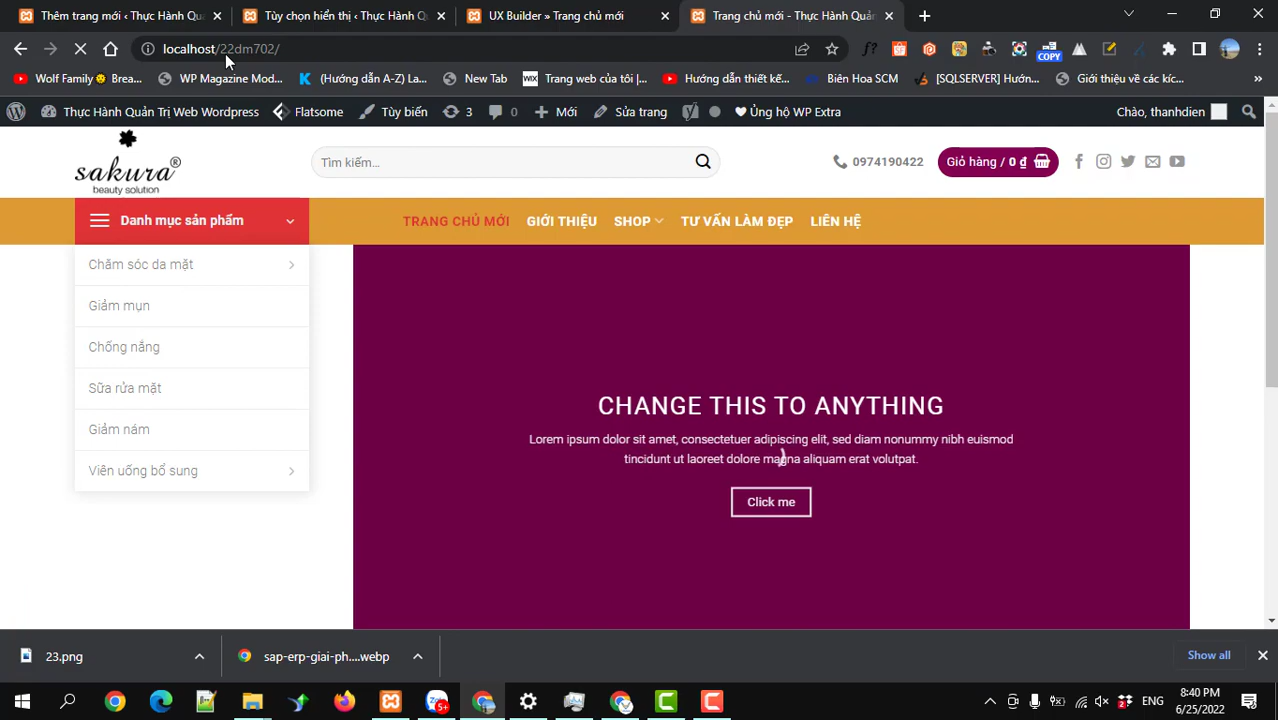 Thêm trang mới ‹ Thực Hành Qu
Tùy chọn hiển thị ‹ Thực Hành Q
UX Builder » Trang chủ mới
Trang chủ mới - Thực Hành Quản
localhost/22dm702/
COPY
Wolf Family Brea...
WP Magazine Mod...
(Hướng dẫn A-Z) La...
New Tab
WIX
Trang web của tôi |...
Hướng dẫn thiết kế...
Biên Hoa SCM
[SQLSERVER] Hướn...
Giới thiệu về các kíc...
Thực Hành Quản Trị Web Wordpress
Flatsome
Tùy biến
3
0
Mới
Sửa trang
Ủng hộ WP Extra
Chào, thanhdien
sakura®
beauty solution
Tìm kiếm...
0974190422
Giỏ hàng / 0 ₫
Danh mục sản phẩm
TRANG CHỦ MỚI
GIỚI THIỆU
SHOP
TƯ VẤN LÀM ĐẸP
LIÊN HỆ
Chăm sóc da mặt
Giảm mụn
Chống nắng
Sữa rửa mặt
Giảm nám
Viên uống bổ sung
CHANGE THIS TO ANYTHING
Lorem ipsum dolor sit amet, consectetuer adipiscing elit, sed diam nonummy nibh euismod
tincidunt ut laoreet dolore magna aliquam erat volutpat.
Click me
23.png
sap-erp-giai-ph....webp
Show all
5+
2
ENG
8:40 PM
6/25/2022